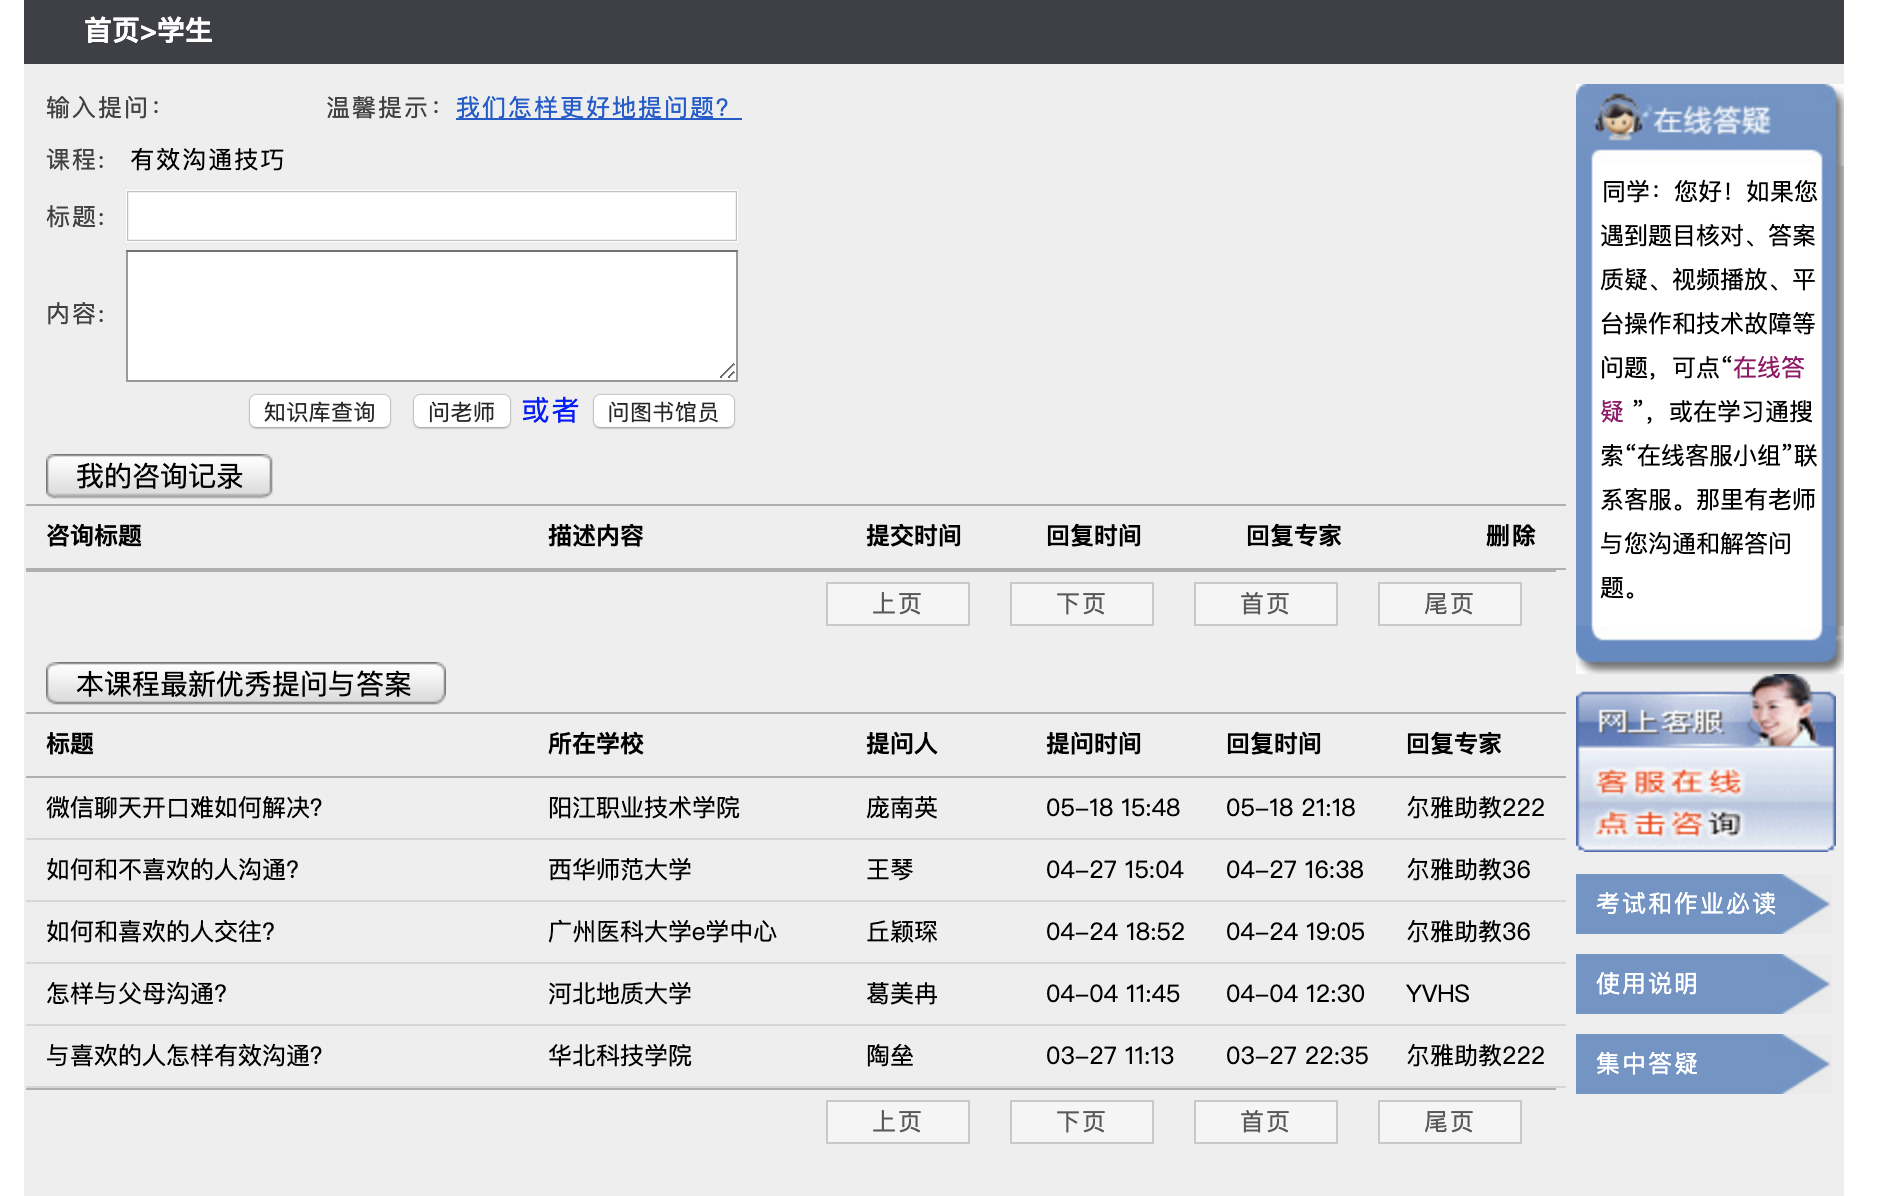 首页>学生
输入提问： 温馨提示：我们怎样更好地提问题？
课程: 有效沟通技巧
标题:
内容:
知识库查询 问老师 或者 问图书馆员
我的咨询记录
咨询标题 描述内容 提交时间 回复时间 回复专家 删除
上页 下页 首页 尾页
本课程最新优秀提问与答案
标题 所在学校 提问人 提问时间 回复时间 回复专家
微信聊天开口难如何解决? 阳江职业技术学院 庞南英 05-18 15:48 05-18 21:18 尔雅助教222
如何和不喜欢的人沟通? 西华师范大学 王琴 04-27 15:04 04-27 16:38 尔雅助教36
如何和喜欢的人交往? 广州医科大学e学中心 丘颖琛 04-24 18:52 04-24 19:05 尔雅助教36
怎样与父母沟通? 河北地质大学 葛美冉 04-04 11:45 04-04 12:30 YVHS
与喜欢的人怎样有效沟通? 华北科技学院 陶垒 03-27 11:13 03-27 22:35 尔雅助教222
上页 下页 首页 尾页
在线答疑
同学：您好！如果您
遇到题目核对、答案
质疑、视频播放、平
台操作和技术故障等
问题，可点“在线答
疑 ”，或在学习通搜
索“在线客服小组”联
系客服。那里有老师
与您沟通和解答问
题。
网上客服
客服在线
点击咨询
考试和作业必读
使用说明
集中答疑